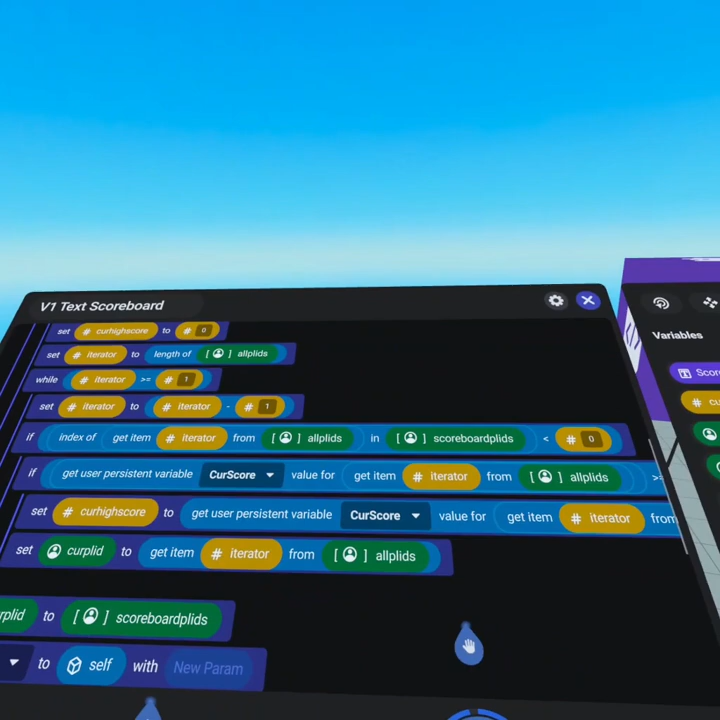 V1 Text Scoreboard
set # curhighscore to # 0
set # iterator to length of [ ] allplids
while # iterator >= # 1
set # iterator to # iterator - # 1
if index of get item # iterator from [ ] allplids in [ ] scoreboardplids < # 0
if get user persistent variable CurScore value for get item # iterator from [ ] allplids >=
set # curhighscore to get user persistent variable CurScore value for get item # iterator from
set curplid to get item # iterator from [ ] allplids
rplid to [ ] scoreboardplids
to self with New Param
Variables
Scor
# cu